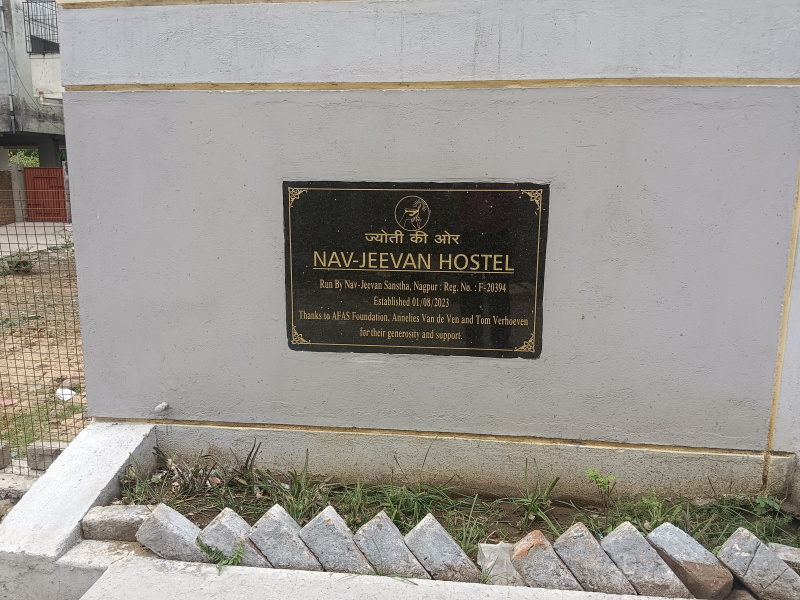 ज्योती की ओर
NAV-JEEVAN HOSTEL
Run By Nav-Jeevan Sanstha, Nagpur : Reg. No. : F-20394
Established 01/08/2023
Thanks to AFAS Foundation, Annelies Van de Ven and Tom Verhoeven
for their generosity and support.